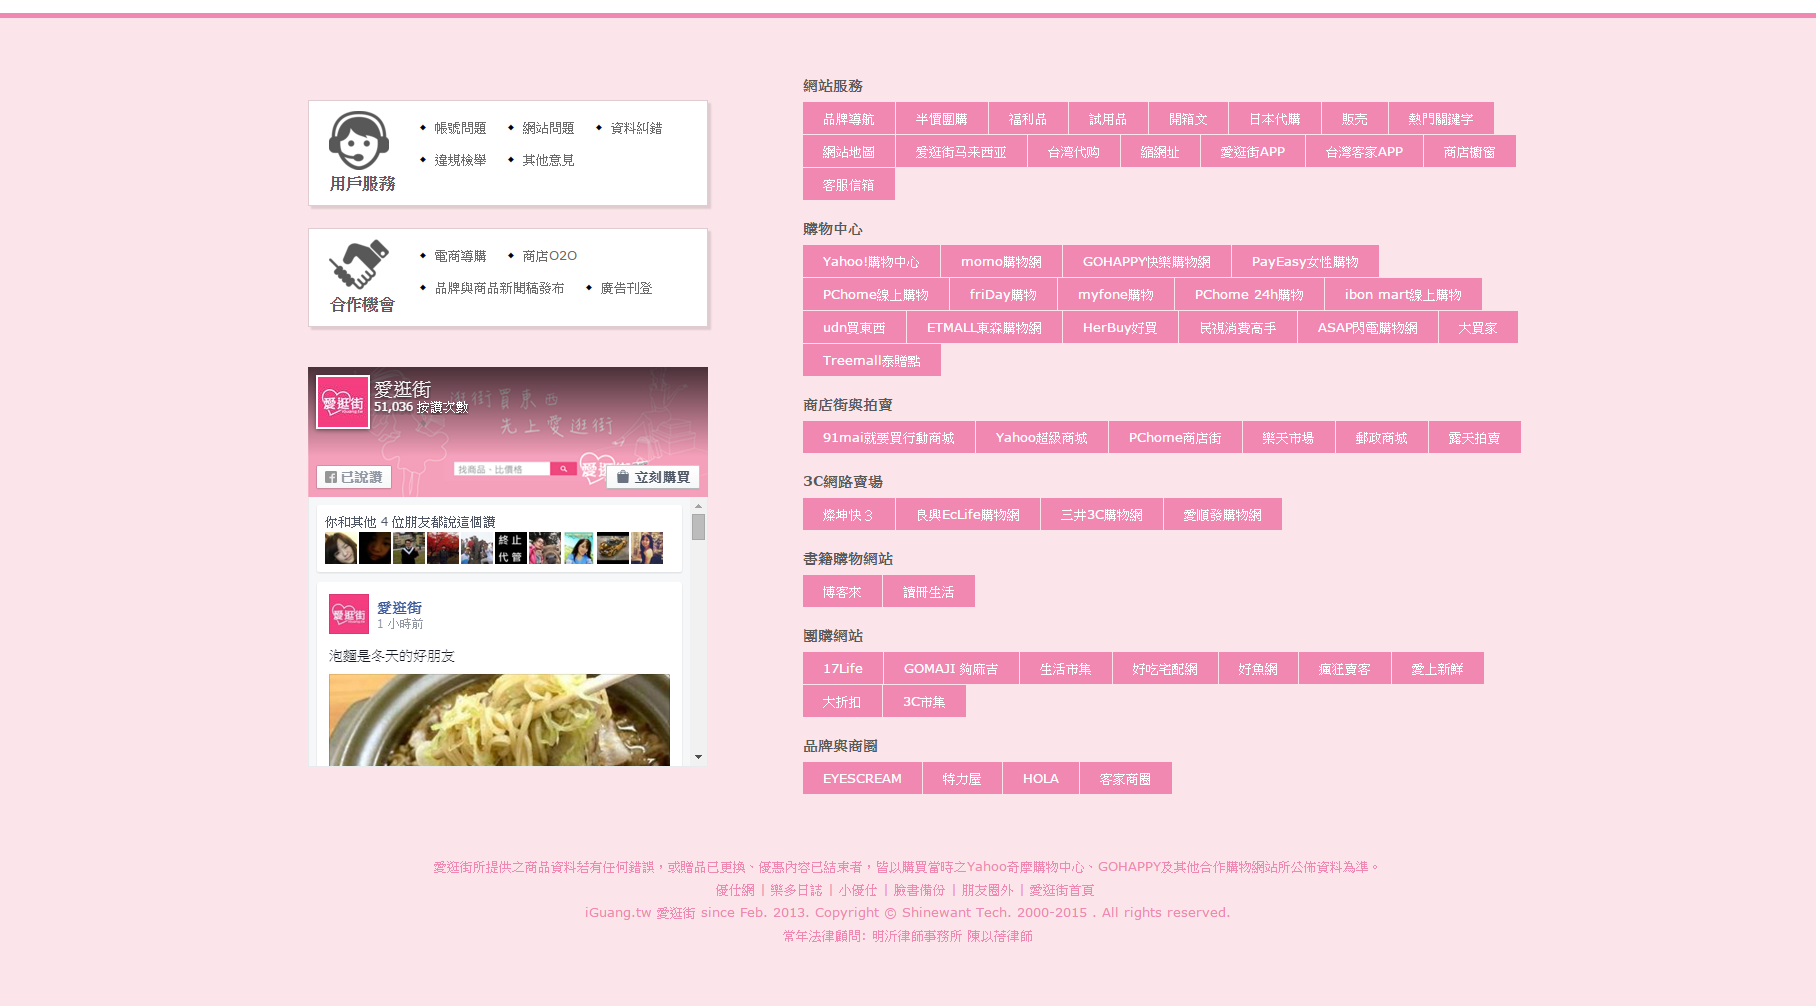 帳號問題 網站問題 資料糾錯
違規檢舉 其他意見
用戶服務
電商導購 商店O2O
品牌與商品新聞稿發布 廣告刊登
合作機會
愛逛街
51,036 按讚次數
逛街買東西
先上愛逛街
找商品、比價格
已說讚
立刻購買
你和其他 4 位朋友都說這個讚
終止
代管
愛逛街
愛逛街
1 小時前
泡麵是冬天的好朋友
網站服務
品牌導航 半價團購 福利品 試用品 開箱文 日本代購 販売 熱門關鍵字
網站地圖 爱逛街马来西亚 台湾代购 縮網址 愛逛街APP 台灣客家APP 商店櫥窗
客服信箱
購物中心
Yahoo!購物中心 momo購物網 GOHAPPY快樂購物網 PayEasy女性購物
PChome線上購物 friDay購物 myfone購物 PChome 24h購物 ibon mart線上購物
udn買東西 ETMALL東森購物網 HerBuy好買 民視消費高手 ASAP閃電購物網 大買家
Treemall泰贈點
商店街與拍賣
91mai就要買行動商城 Yahoo超級商城 PChome商店街 樂天市場 郵政商城 露天拍賣
3C網路賣場
燦坤快３ 良興EcLife購物網 三井3C購物網 愛順發購物網
書籍購物網站
博客來 讀冊生活
團購網站
17Life GOMAJI 夠麻吉 生活市集 好吃宅配網 好魚網 瘋狂賣客 愛上新鮮
大折扣 3C市集
品牌與商圈
EYESCREAM 特力屋 HOLA 客家商圈
愛逛街所提供之商品資料若有任何錯誤，或贈品已更換、優惠內容已結束者，皆以購買當時之Yahoo奇摩購物中心、GOHAPPY及其他合作購物網站所公佈資料為準。
優仕網 | 樂多日誌 | 小優仕 | 臉書備份 | 朋友圈外 | 愛逛街首頁
iGuang.tw 愛逛街 since Feb. 2013. Copyright © Shinewant Tech. 2000-2015 . All rights reserved.
常年法律顧問: 明沂律師事務所 陳以蓓律師